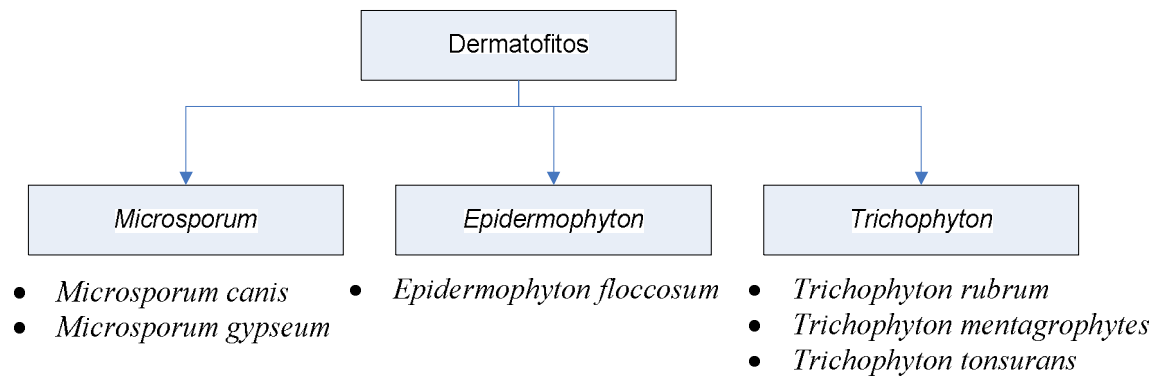 Dermatofitos
Microsporum
Epidermophyton
Trichophyton
• Microsporum canis
• Microsporum gypseum
• Epidermophyton floccosum
• Trichophyton rubrum
• Trichophyton mentagrophytes
• Trichophyton tonsurans